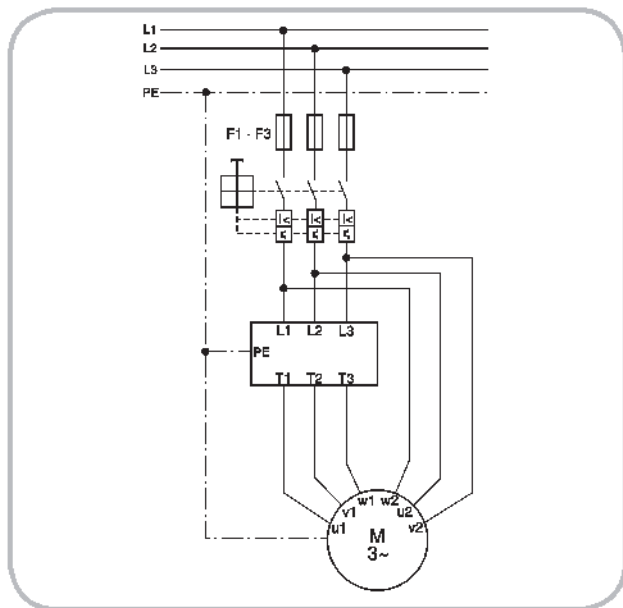 L1
L2
L3
PE
F1 - F3
I<
I<
I<
L1 L2 L3
PE
T1 T2 T3
u1 v1 w1 w2 u2 v2
M
3~